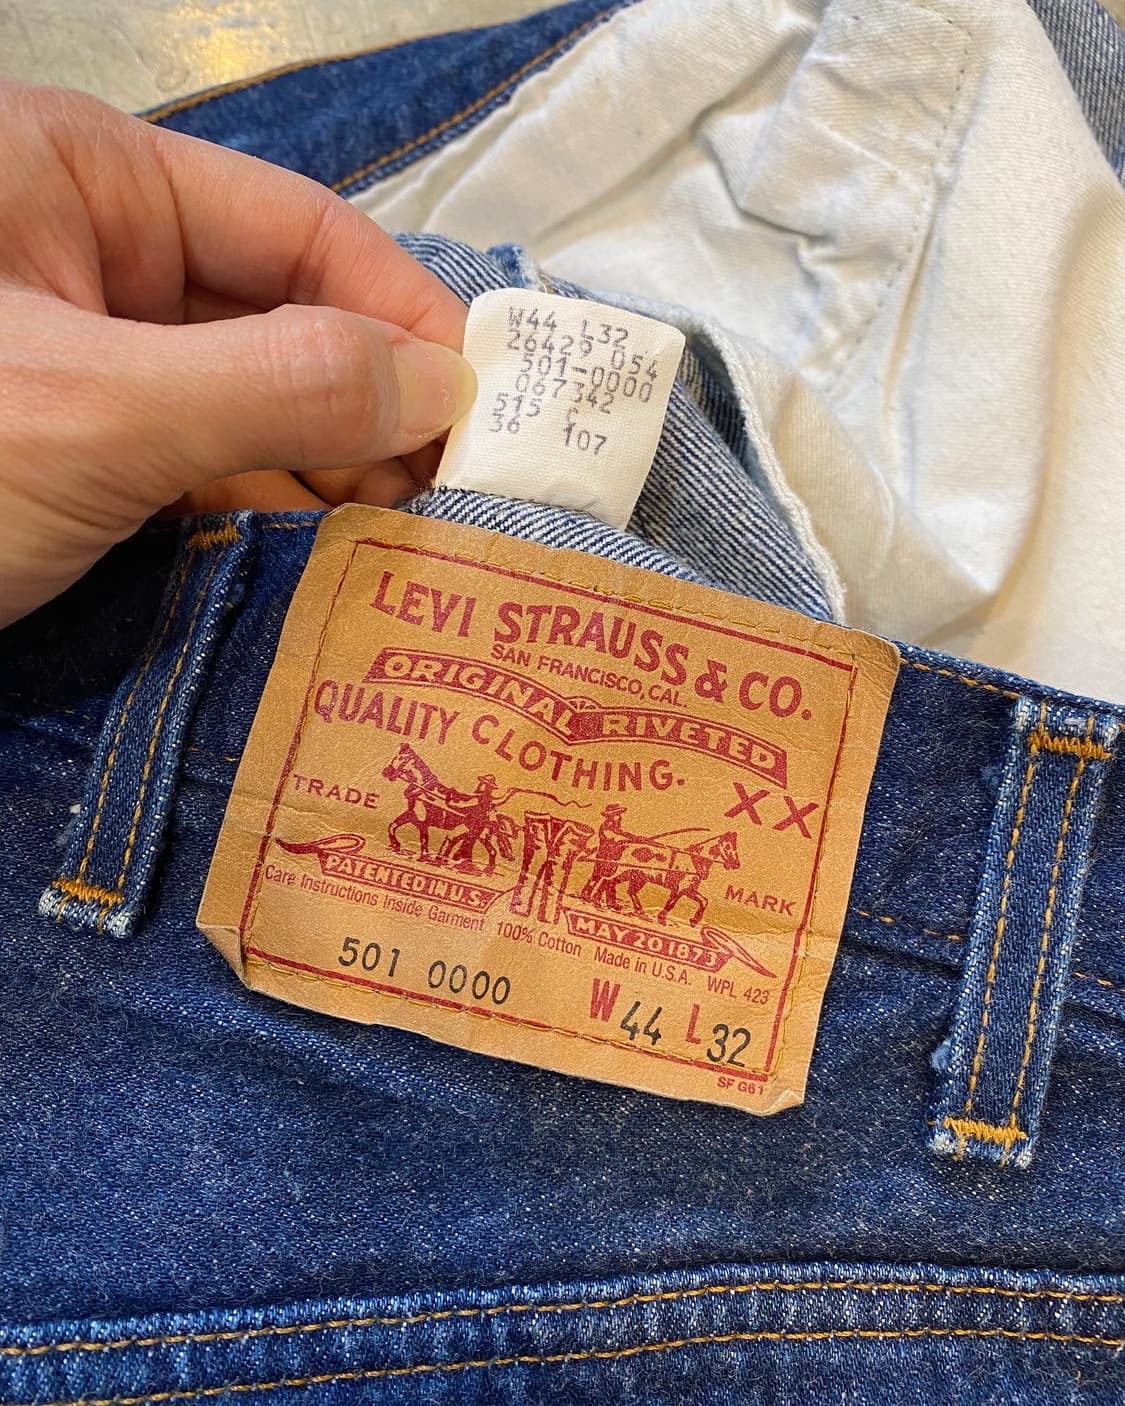 W44 L32
26429 054
501-0000
067342
515 C
36 107
LEVI STRAUSS & CO.
SAN FRANCISCO, CAL.
ORIGINAL RIVETED
QUALITY CLOTHING.
XX
TRADE MARK
PATENTED IN U.S. MAY 20 1873
Care Instructions Inside Garment 100% Cotton Made in U.S.A. WPL 423
501 0000
W44 L32
SF G61